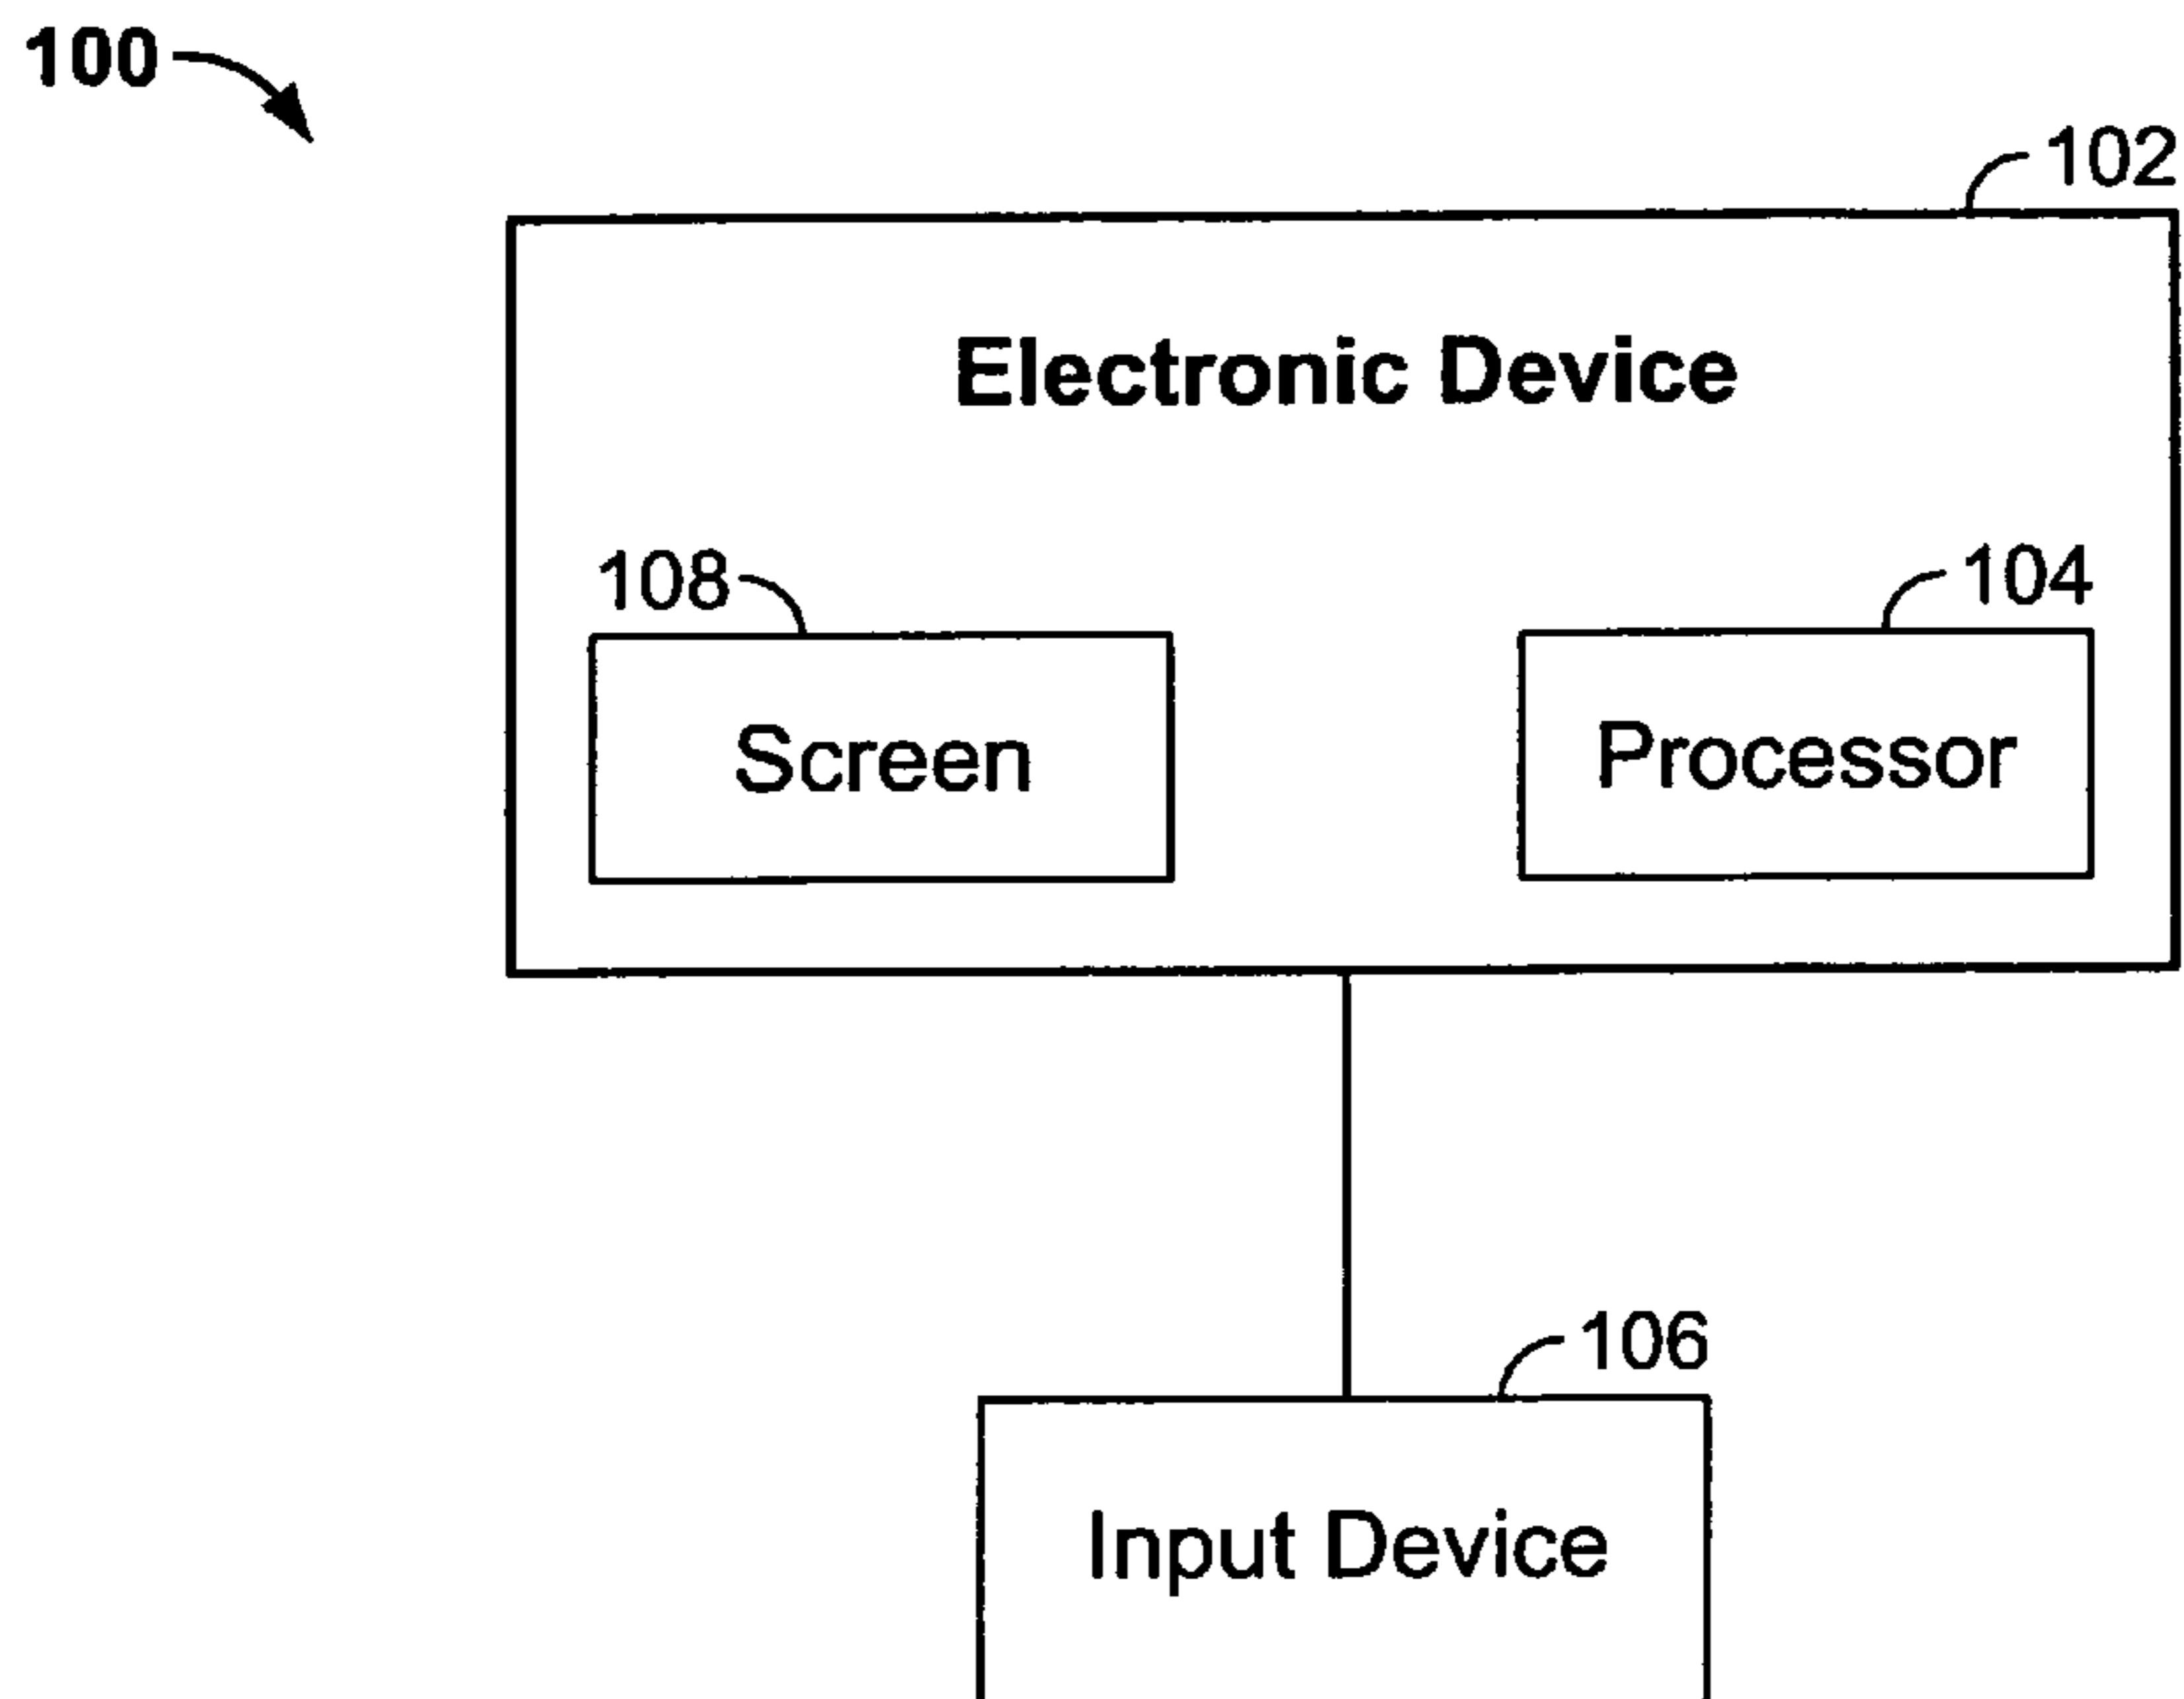 100
102
Electronic Device
108
104
Screen
Processor
106
Input Device